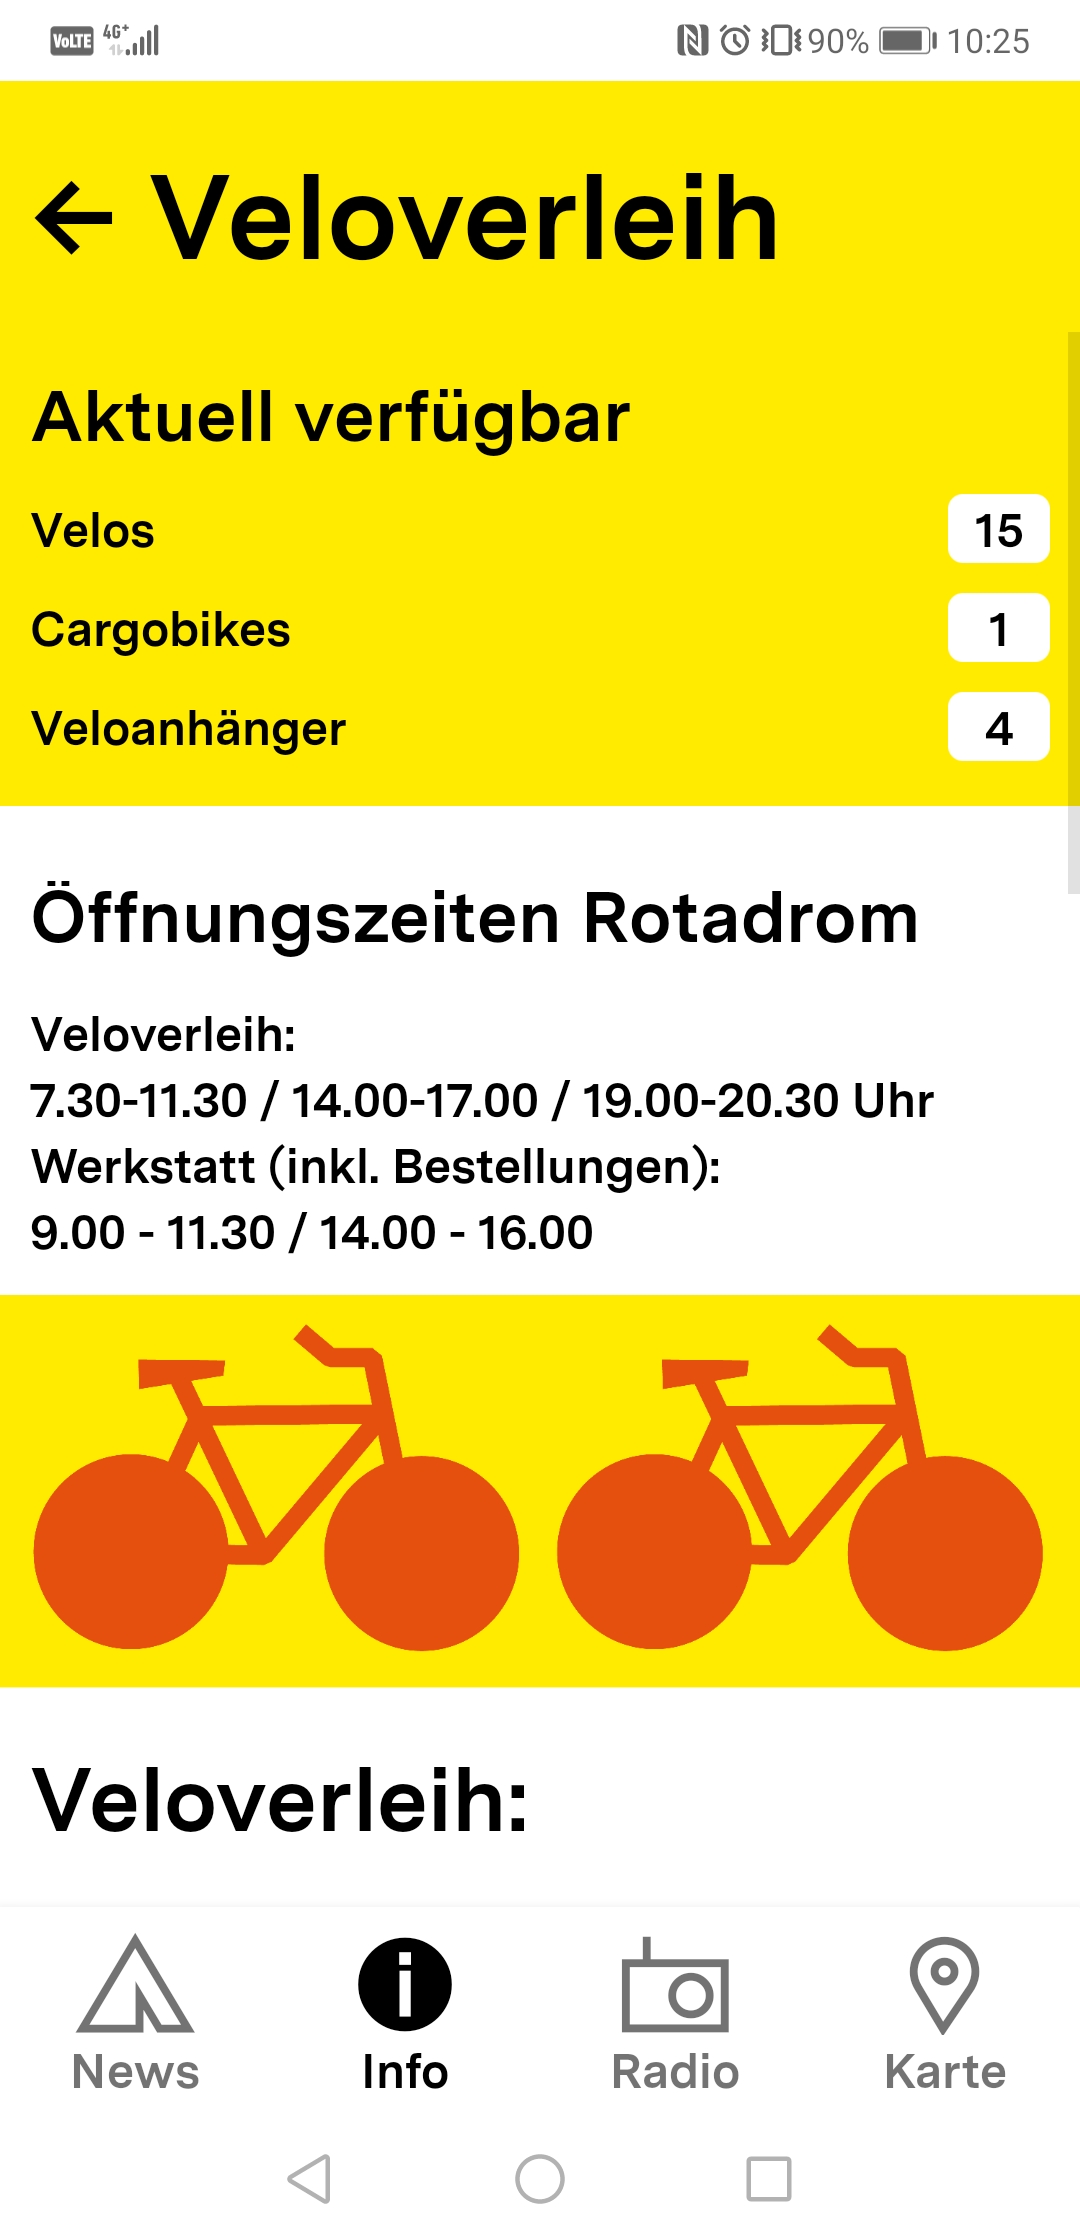 VoLTE 4G+ 90% 10:25
Veloverleih
Aktuell verfügbar
Velos 15
Cargobikes 1
Veloanhänger 4
Öffnungszeiten Rotadrom
Veloverleih:
7.30-11.30 / 14.00-17.00 / 19.00-20.30 Uhr
Werkstatt (inkl. Bestellungen):
9.00 - 11.30 / 14.00 - 16.00
Veloverleih:
News Info Radio Karte